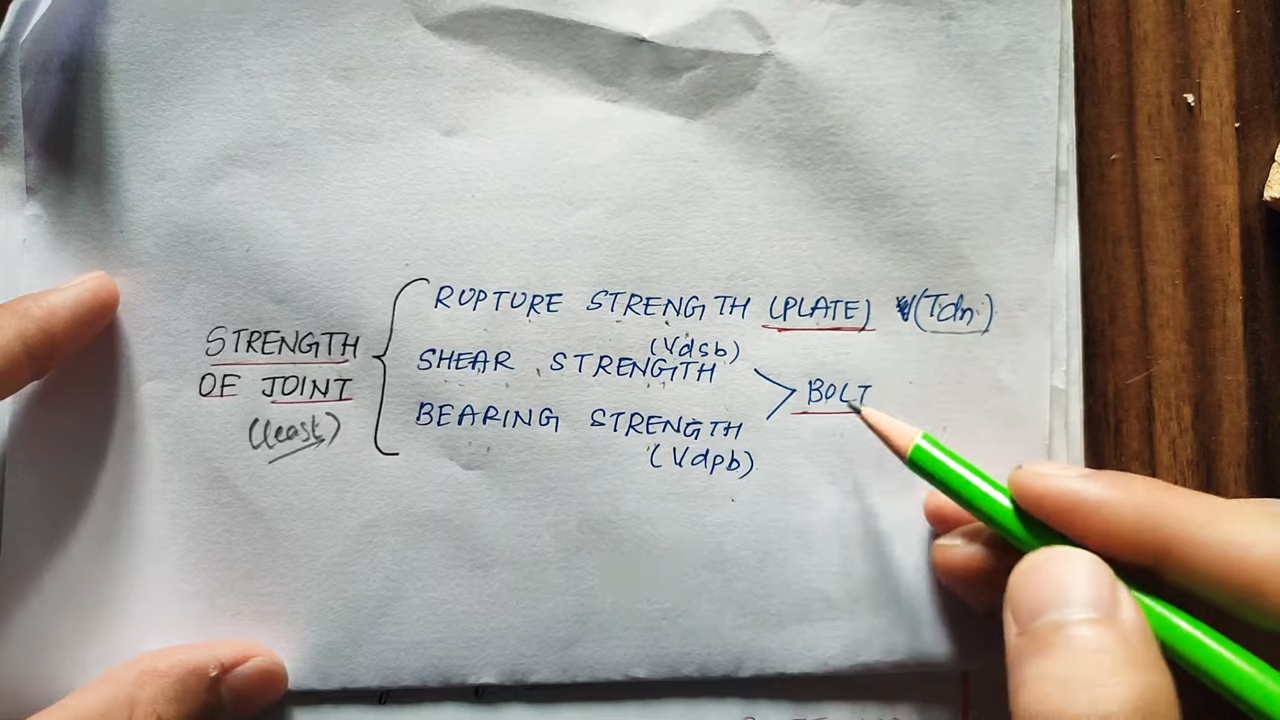 RUPTURE STRENGTH (PLATE) (Tdn)
STRENGTH OF JOINT
(least)
SHEAR STRENGTH (Vdsb)
BEARING STRENGTH
(Vdpb)
BOLT